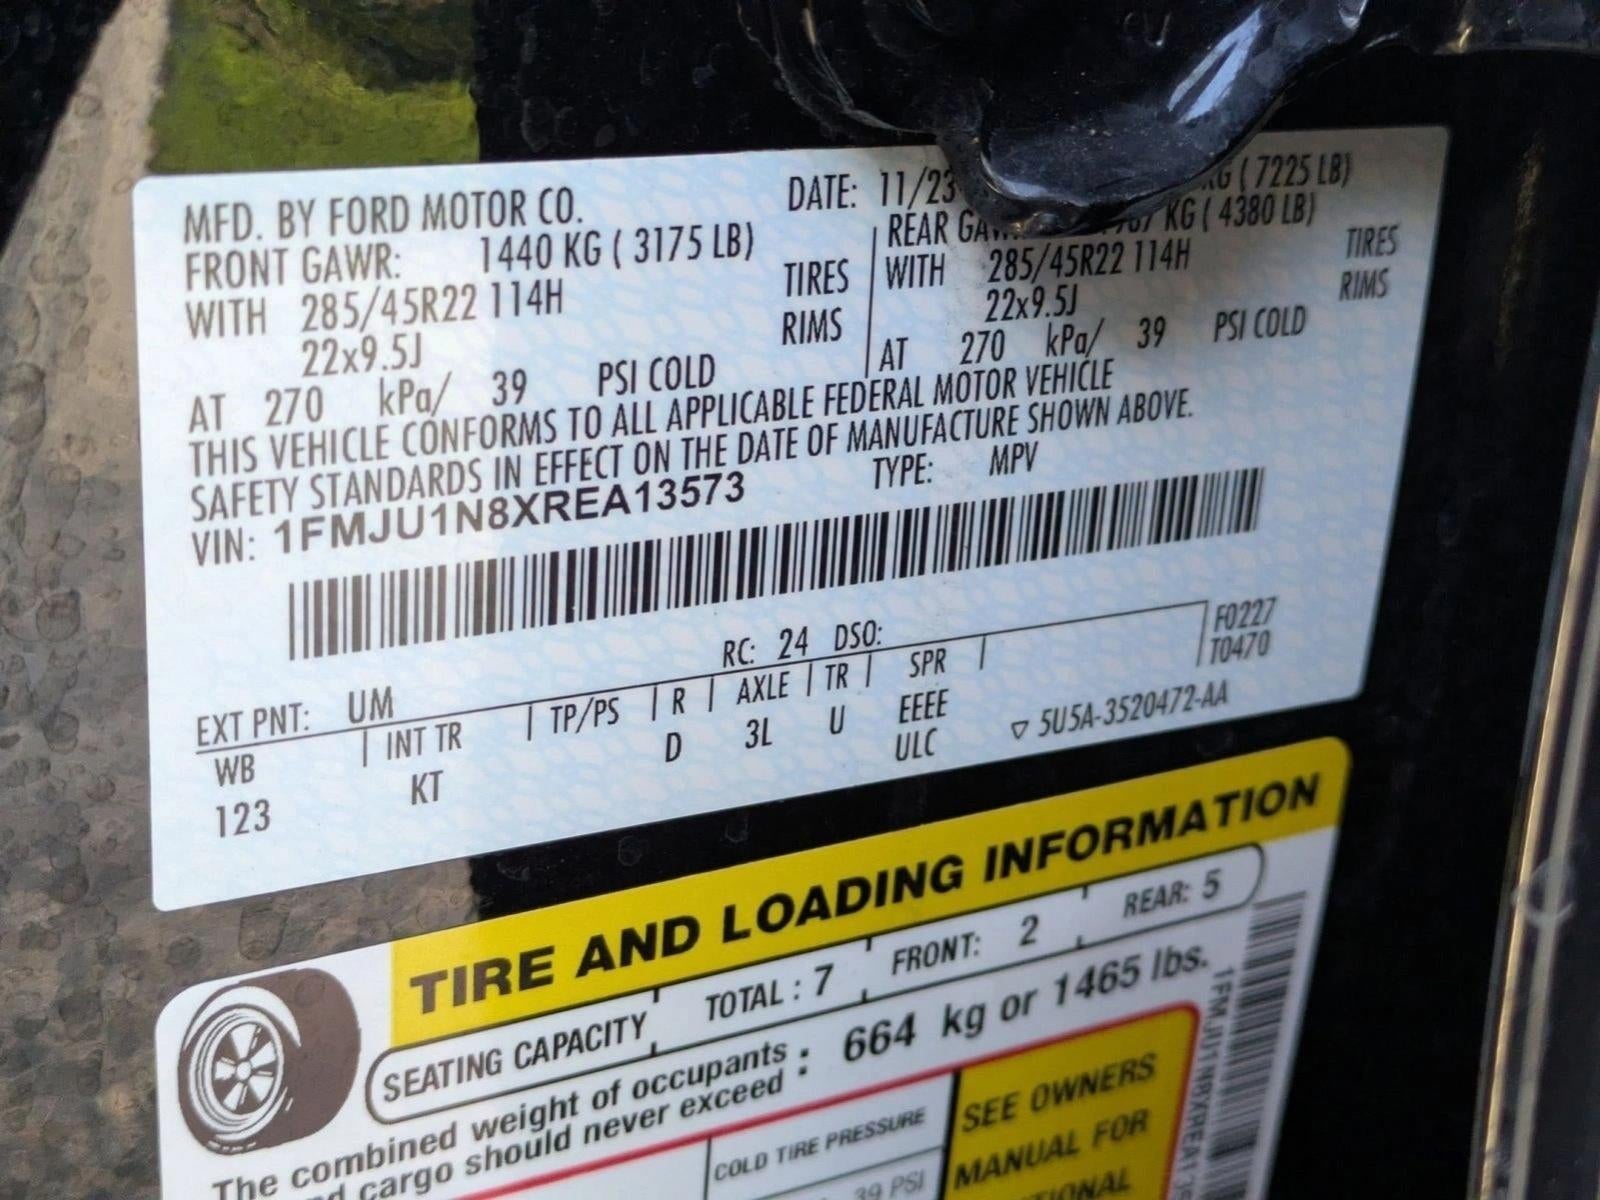 MFD. BY FORD MOTOR CO.
DATE: 11/23 KG ( 7225 LB)
FRONT GAWR: 1440 KG ( 3175 LB)
REAR KG ( 4380 LB)
WITH 285/45R22 114H TIRES
22x9.5J RIMS
AT 270 kPa/ 39 PSI COLD
WITH 285/45R22 114H TIRES
22x9.5J RIMS
AT 270 kPa/ 39 PSI COLD
THIS VEHICLE CONFORMS TO ALL APPLICABLE FEDERAL MOTOR VEHICLE
SAFETY STANDARDS IN EFFECT ON THE DATE OF MANUFACTURE SHOWN ABOVE.
VIN: 1FMJU1N8XREA13573 TYPE: MPV
F0227
T0470
RC: 24 DSO:
EXT PNT: UM
WB | INT TR | TP/PS | R | AXLE | TR | SPR |
123 KT D 3L U EEEE
ULC
▽ 5U5A-3520472-AA
TIRE AND LOADING INFORMATION
SEATING CAPACITY TOTAL : 7 FRONT: 2 REAR: 5
The combined weight of occupants
cargo should never exceed : 664 kg or 1465 lbs.
COLD TIRE PRESSURE
39 PSI
SEE OWNERS
MANUAL FOR